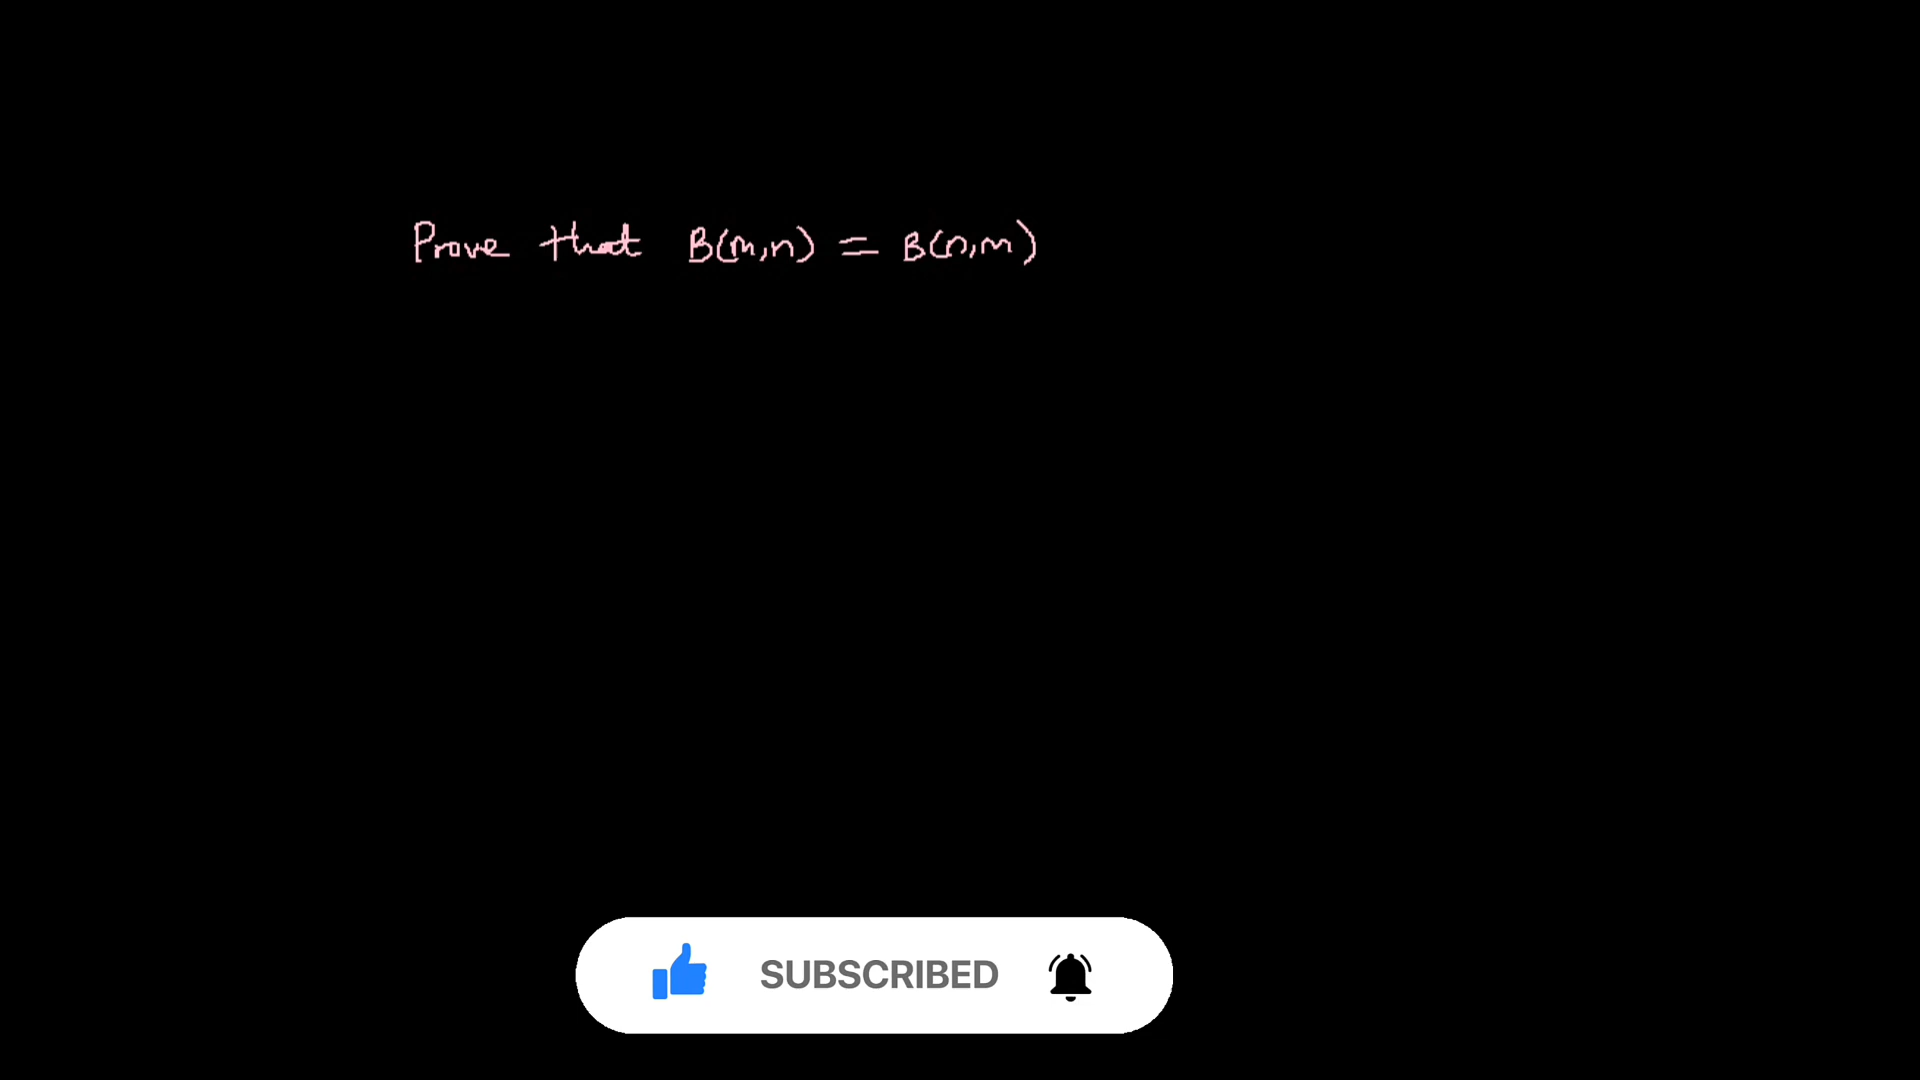 Prove that B(m,n) = B(n,m)
SUBSCRIBED